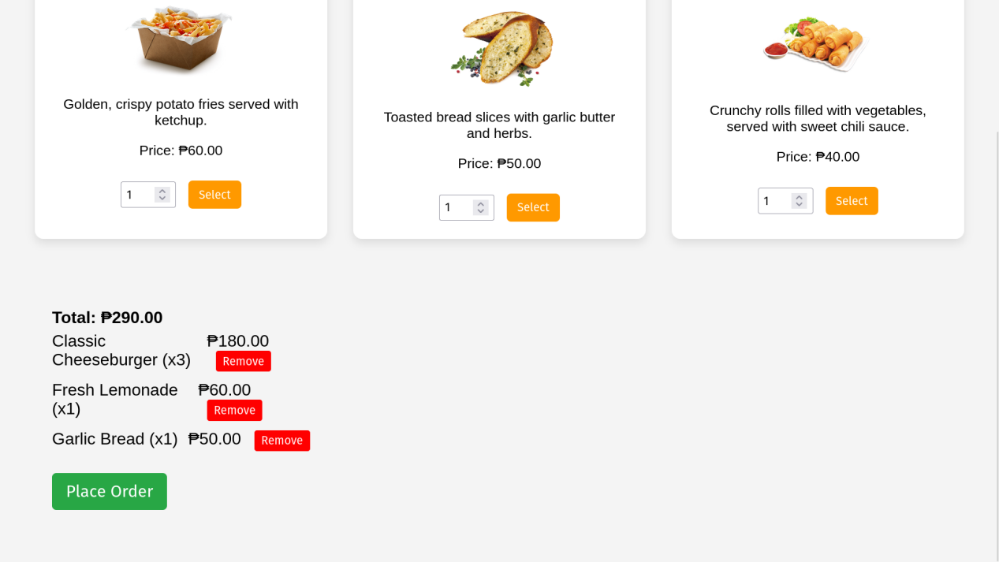 Golden, crispy potato fries served with
ketchup.
Price: ₱60.00
1
Select
Toasted bread slices with garlic butter
and herbs.
Price: ₱50.00
1
Select
Crunchy rolls filled with vegetables,
served with sweet chili sauce.
Price: ₱40.00
1
Select
Total: ₱290.00
Classic
Cheeseburger (x3)
₱180.00
Remove
Fresh Lemonade
(x1)
₱60.00
Remove
Garlic Bread (x1) ₱50.00 Remove
Place Order